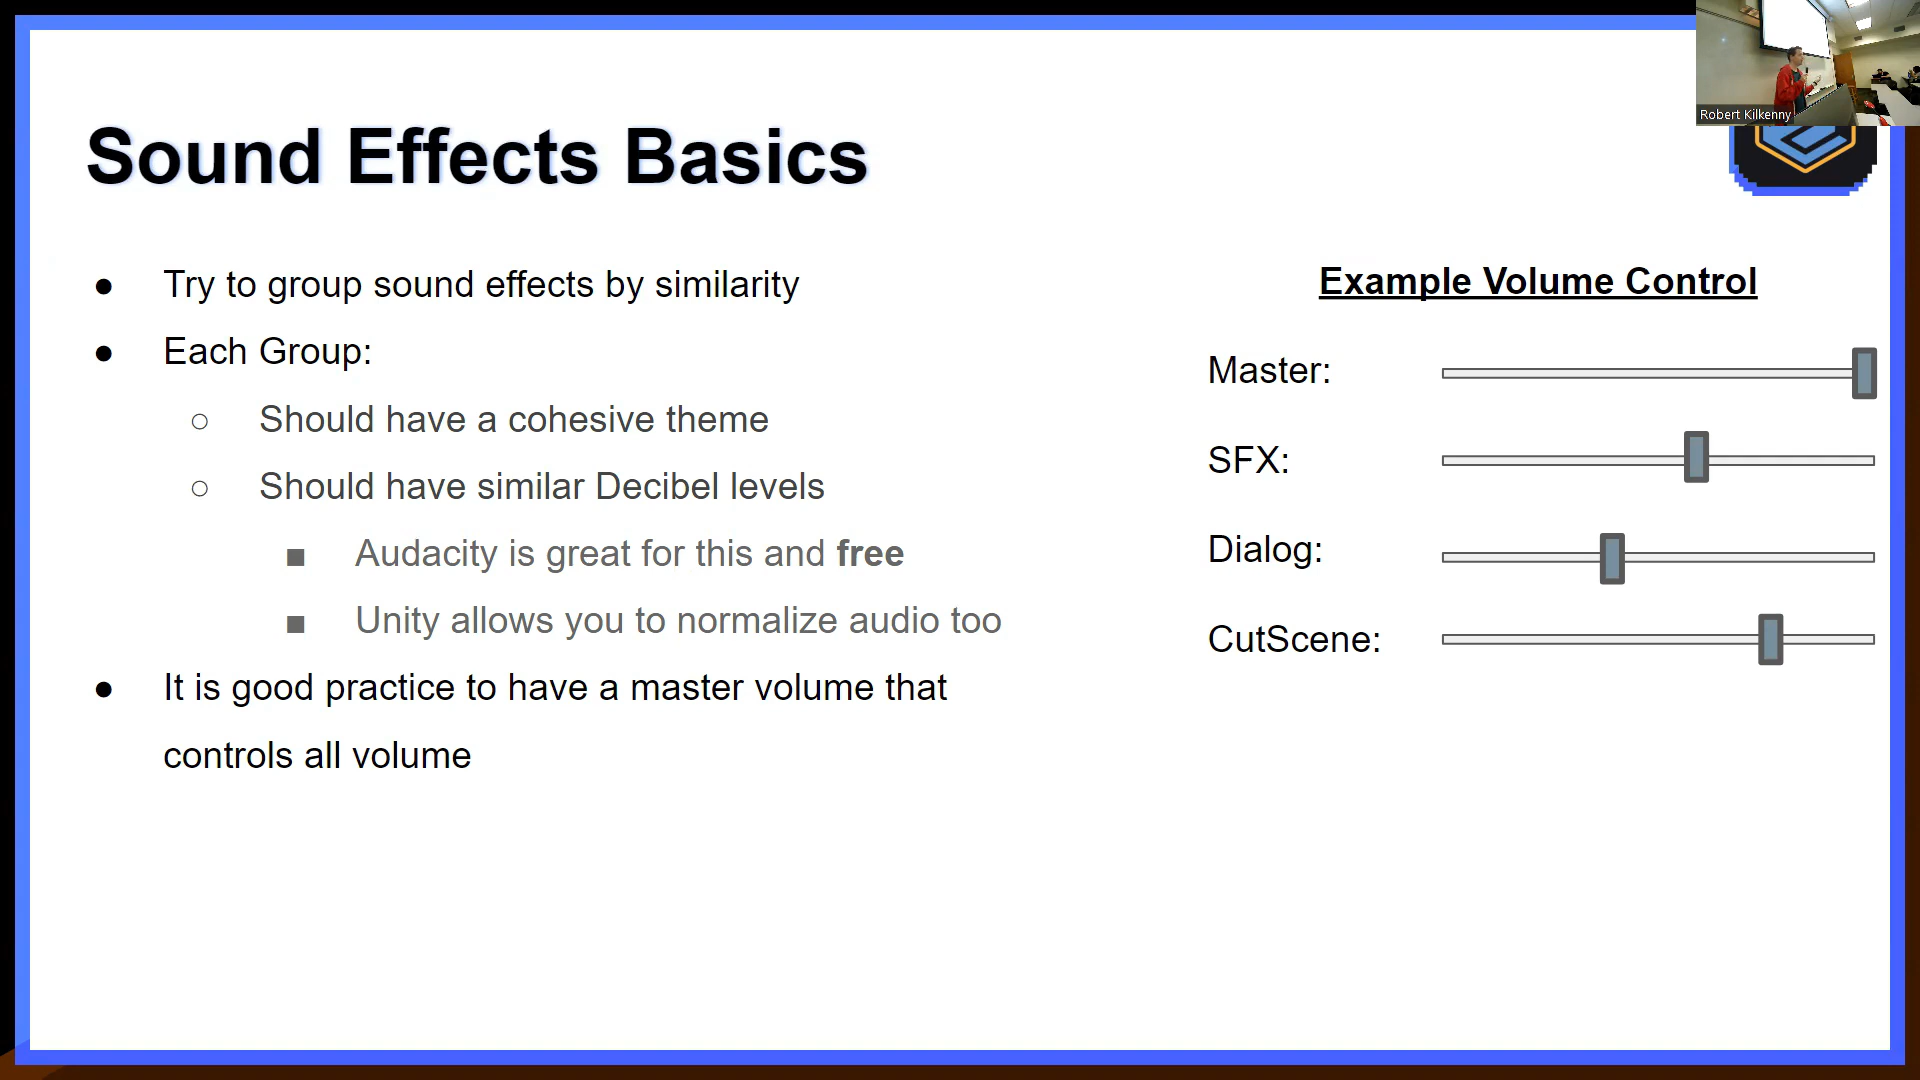 Robert Kilkenny
Sound Effects Basics
● Try to group sound effects by similarity
● Each Group:
○ Should have a cohesive theme
○ Should have similar Decibel levels
■ Audacity is great for this and free
■ Unity allows you to normalize audio too
● It is good practice to have a master volume that
controls all volume
Example Volume Control
Master:
SFX:
Dialog:
CutScene: